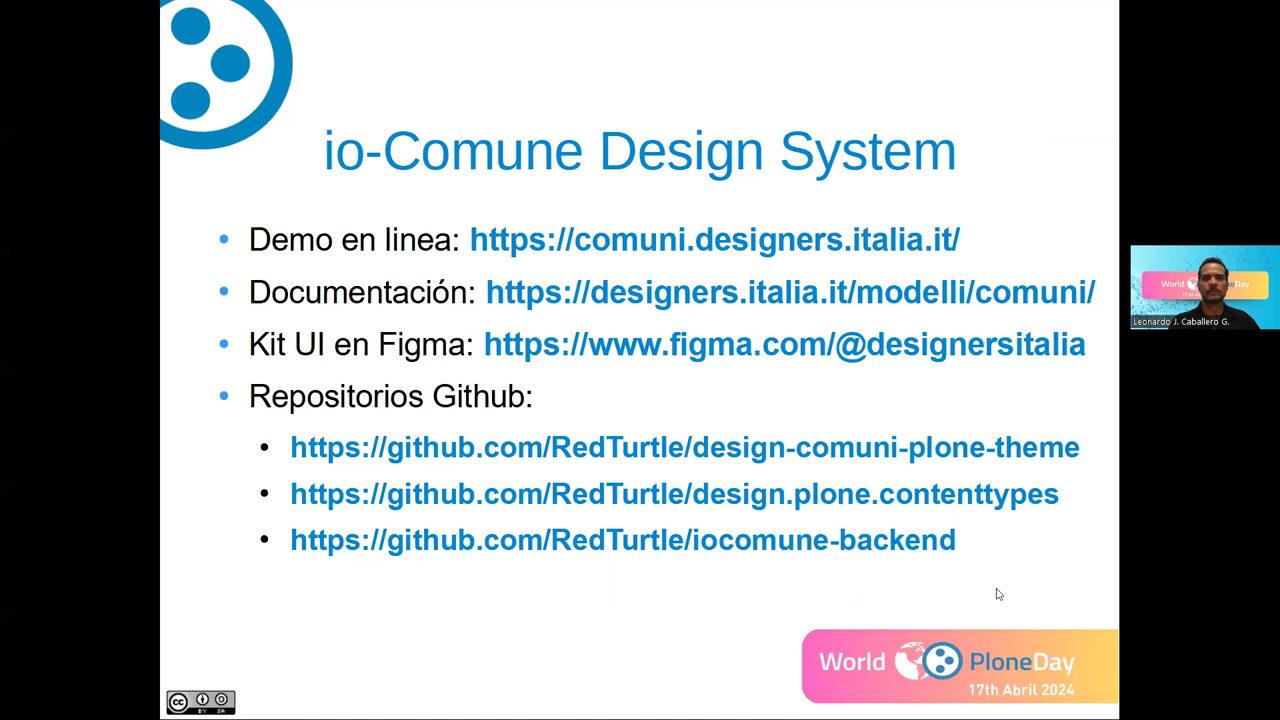 io-Comune Design System
• Demo en linea: https://comuni.designers.italia.it/
• Documentación: https://designers.italia.it/modelli/comuni/
• Kit UI en Figma: https://www.figma.com/@designersitalia
• Repositorios Github:
• https://github.com/RedTurtle/design-comuni-plone-theme
• https://github.com/RedTurtle/design.plone.contenttypes
• https://github.com/RedTurtle/iocomune-backend
Leonardo J. Caballero G.
World PloneDay
17th Abril 2024
cc
BY SA